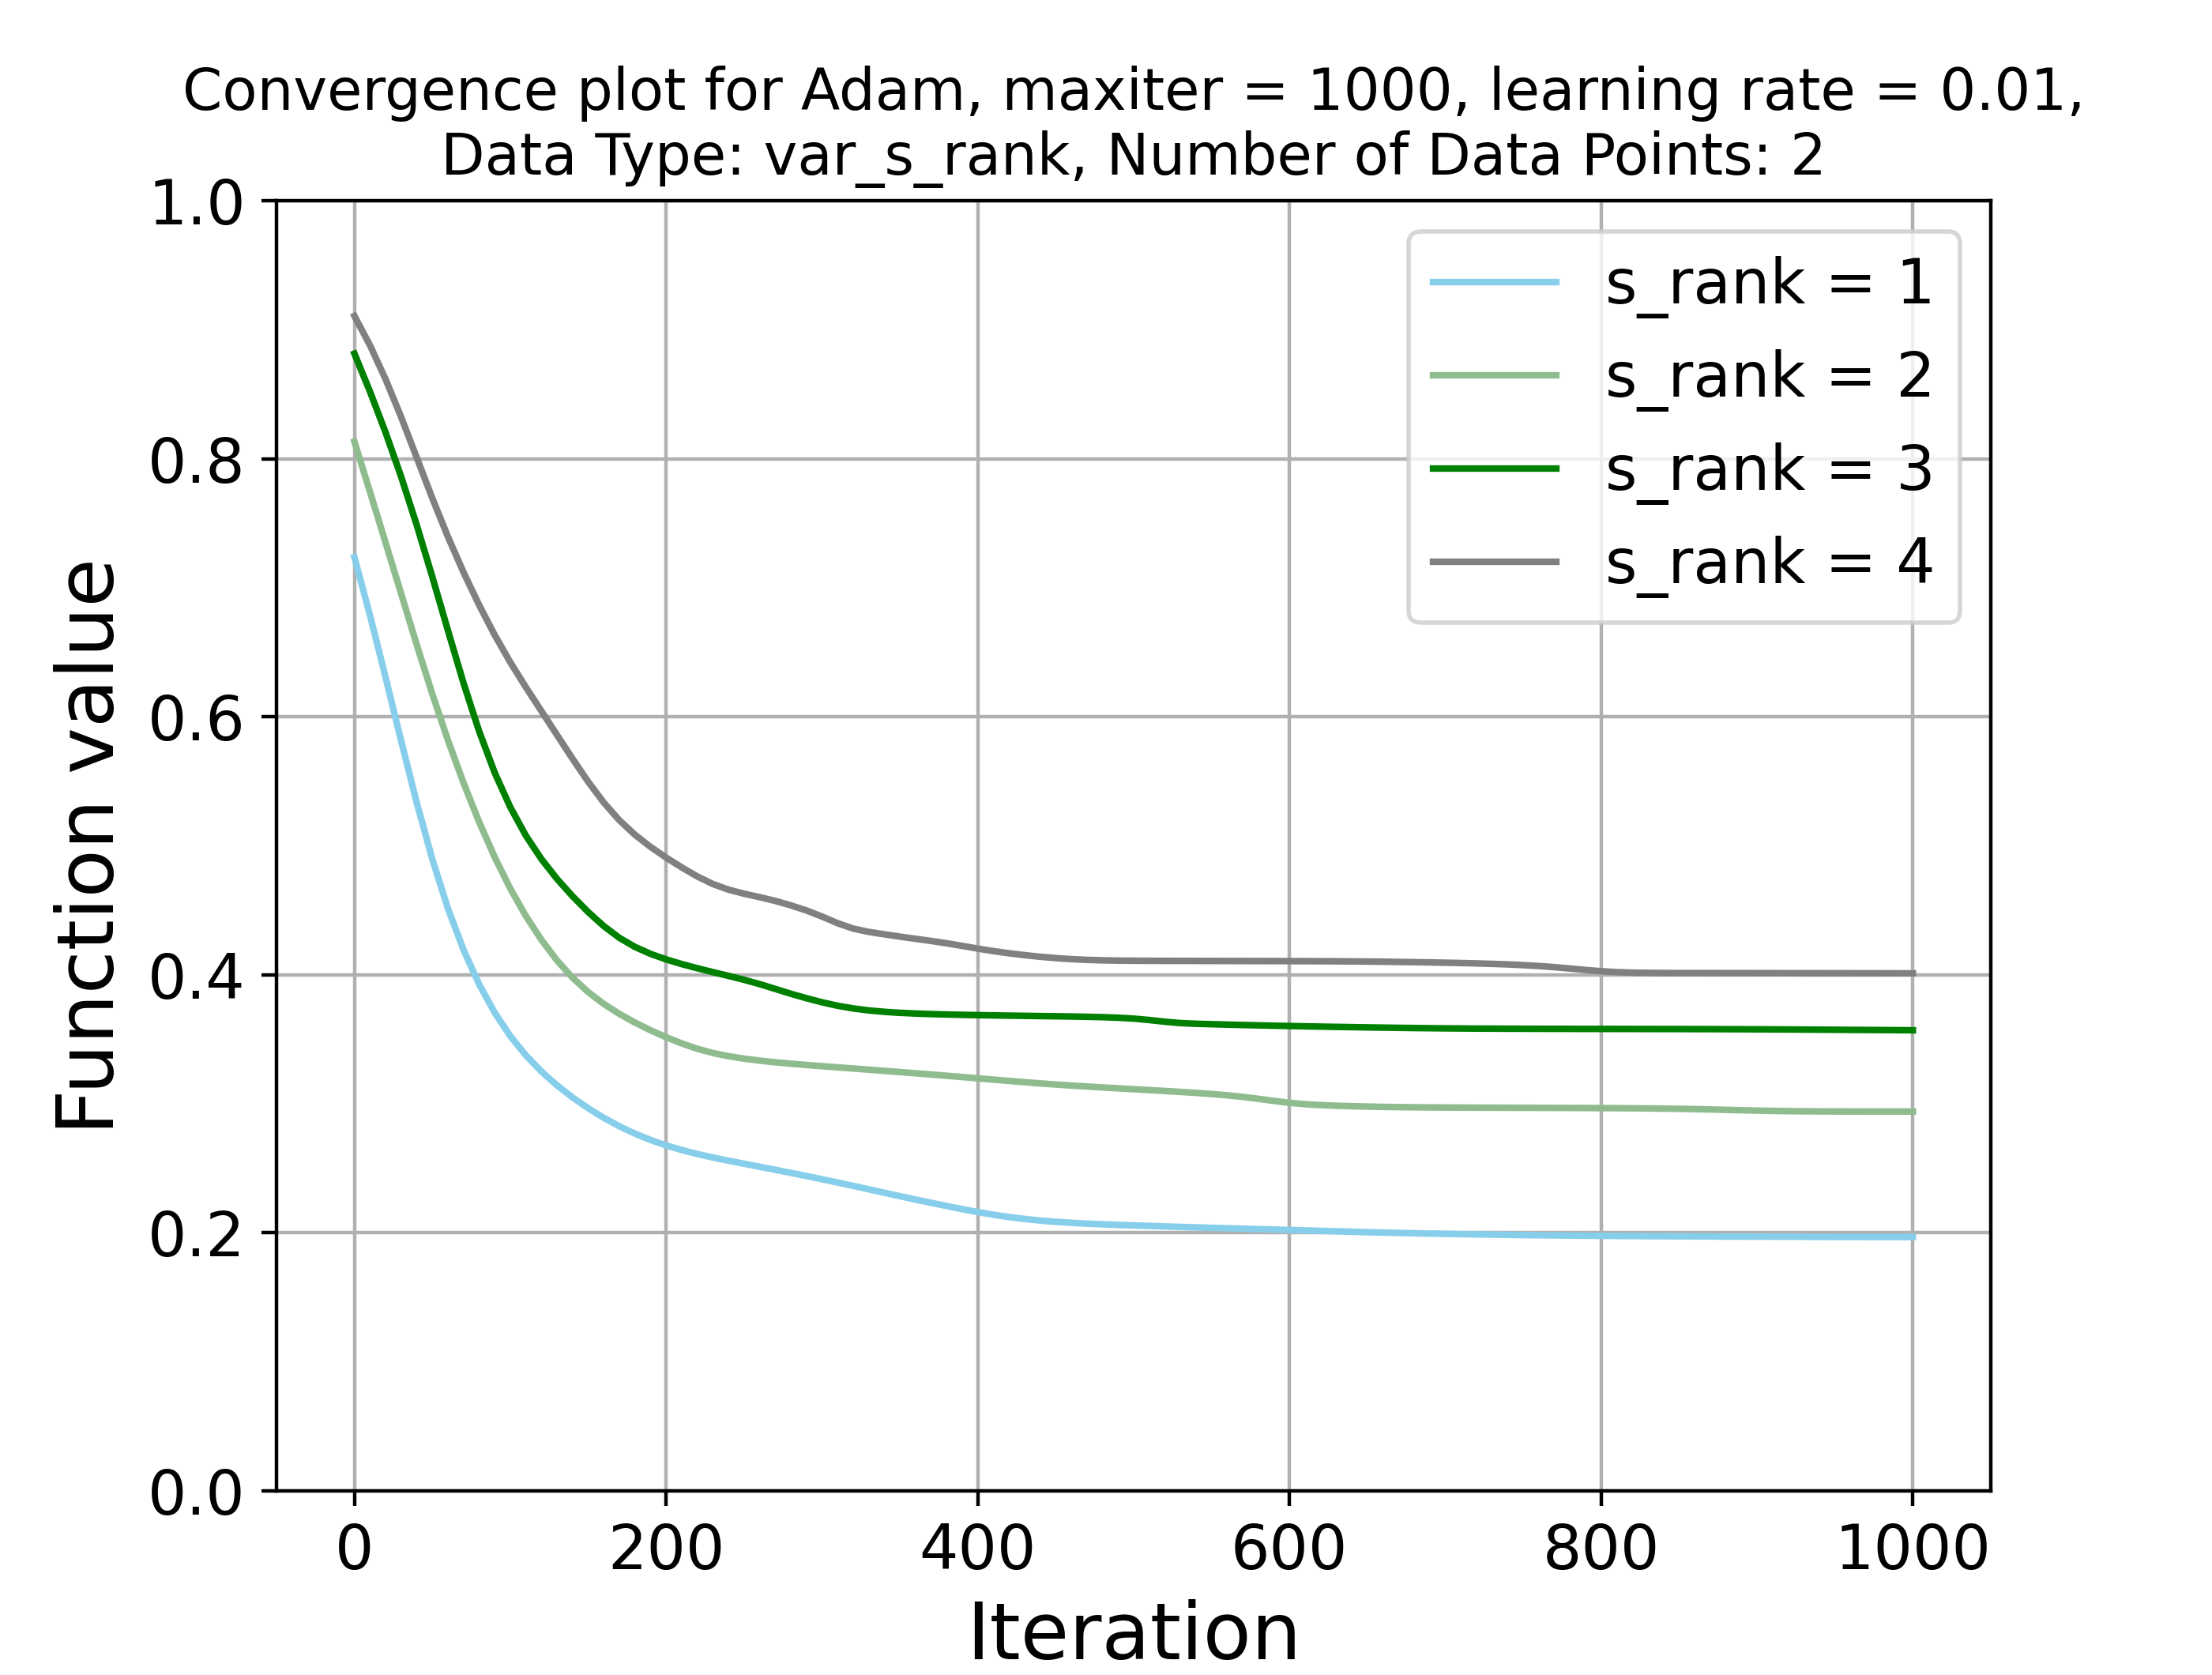 Convergence plot for Adam, maxiter = 1000, learning rate = 0.01,
Data Type: var_s_rank, Number of Data Points: 2
1.0
0.8
0.6
0.4
0.2
0.0
Function value
s_rank = 1
s_rank = 2
s_rank = 3
s_rank = 4
0 200 400 600 800 1000
Iteration